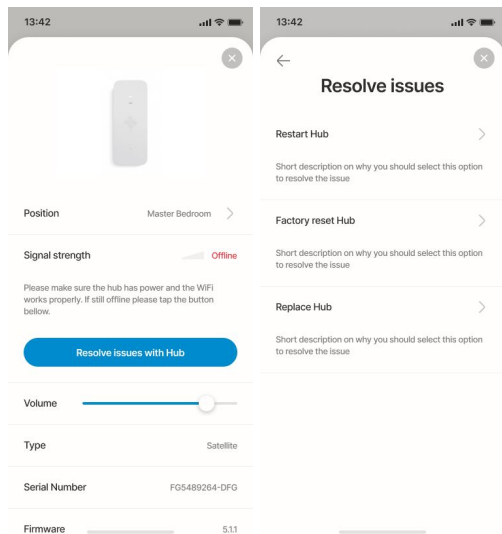 13:42
Position Master Bedroom
Signal strength Offline
Please make sure the hub has power and the WiFi
works properly. If still offline please tap the button
bellow.
Resolve issues with Hub
Volume
Type Satellite
Serial Number FG5489264-DFG
Firmware 5.1.1
13:42
Resolve issues
Restart Hub
Short description on why you should select this option
to resolve the issue
Factory reset Hub
Short description on why you should select this option
to resolve the issue
Replace Hub
Short description on why you should select this option
to resolve the issue